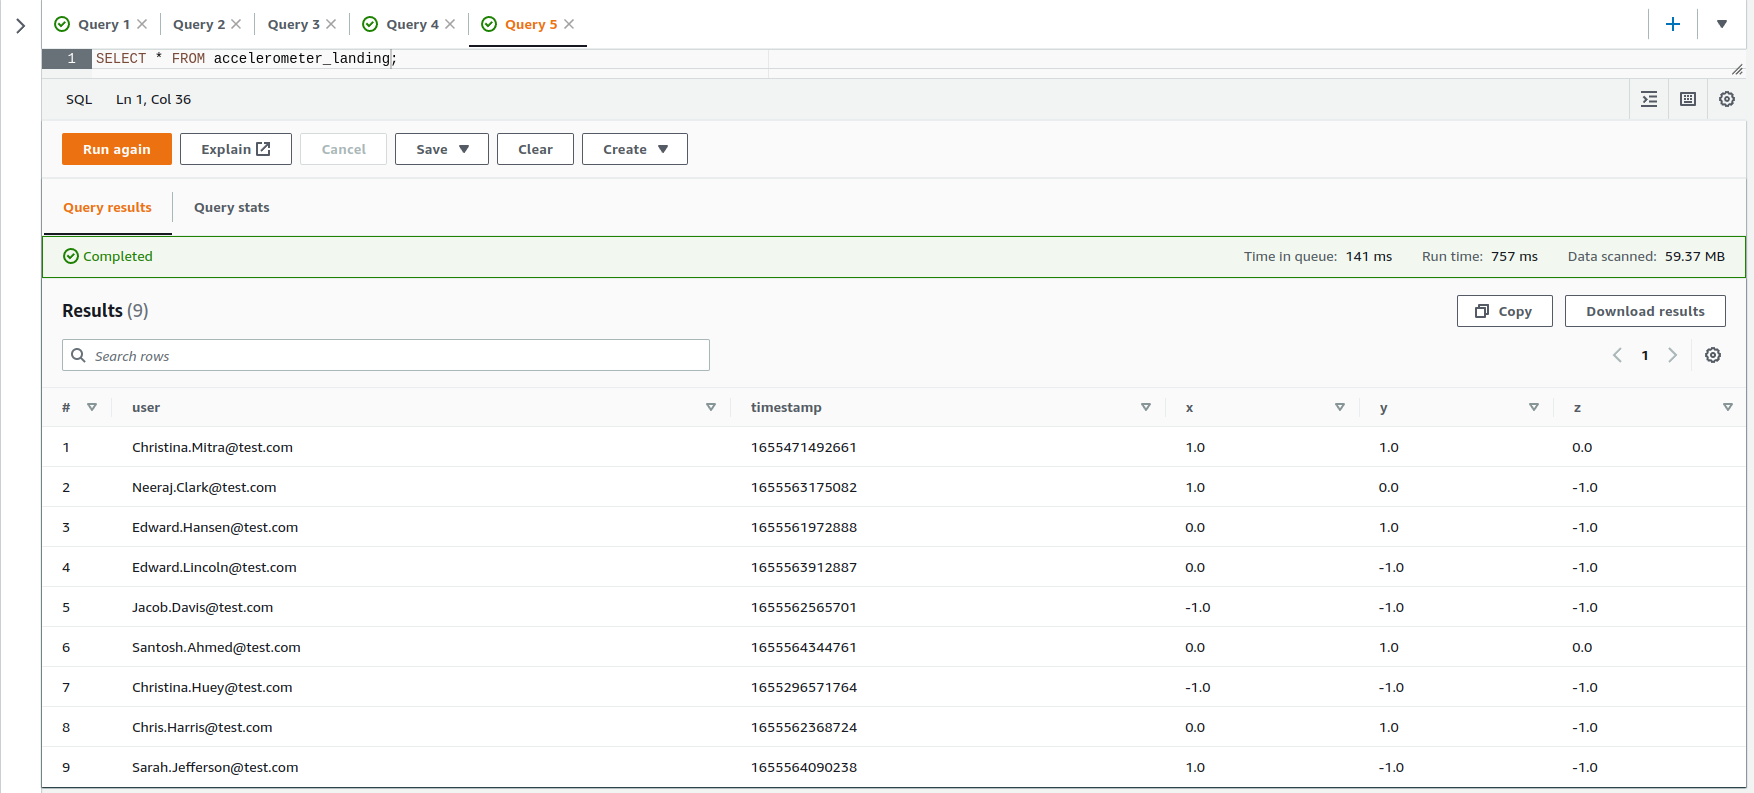 Query 1 Query 2 Query 3 Query 4 Query 5
1 SELECT * FROM accelerometer_landing;
SQL Ln 1, Col 36
Run again Explain Cancel Save Clear Create
Query results Query stats
Completed Time in queue: 141 ms Run time: 757 ms Data scanned: 59.37 MB
Results (9) Copy Download results
Search rows 1
# user timestamp x y z
1 Christina.Mitra@test.com 1655471492661 1.0 1.0 0.0
2 Neeraj.Clark@test.com 1655563175082 1.0 0.0 -1.0
3 Edward.Hansen@test.com 1655561972888 0.0 1.0 -1.0
4 Edward.Lincoln@test.com 1655563912887 0.0 -1.0 -1.0
5 Jacob.Davis@test.com 1655562565701 -1.0 -1.0 -1.0
6 Santosh.Ahmed@test.com 1655564344761 0.0 1.0 0.0
7 Christina.Huey@test.com 1655296571764 -1.0 -1.0 -1.0
8 Chris.Harris@test.com 1655562368724 0.0 1.0 -1.0
9 Sarah.Jefferson@test.com 1655564090238 1.0 -1.0 -1.0